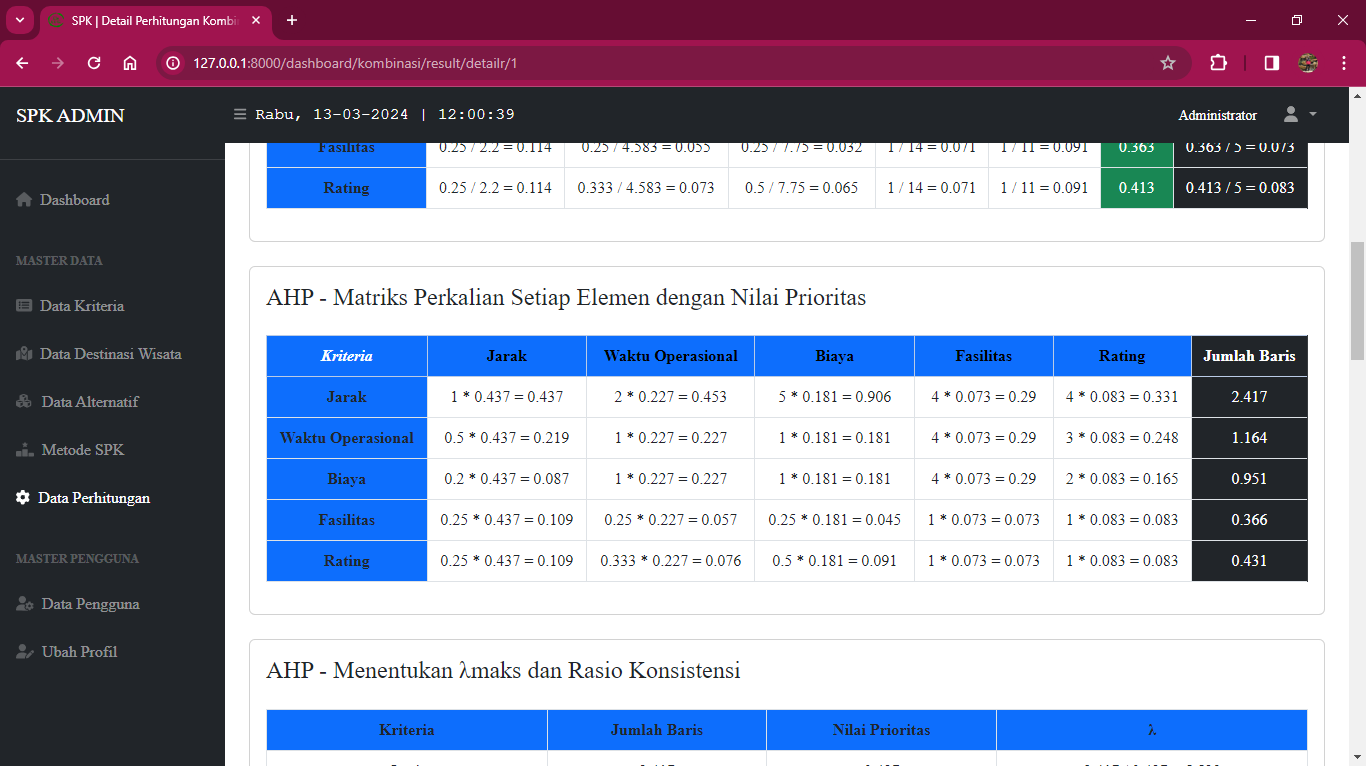 SPK | Detail Perhitungan Kombi
127.0.0.1:8000/dashboard/kombinasi/result/detailr/1
SPK ADMIN
Rabu, 13-03-2024 | 12:00:39
Administrator
Dashboard
MASTER DATA
Data Kriteria
Data Destinasi Wisata
Data Alternatif
Metode SPK
Data Perhitungan
MASTER PENGGUNA
Data Pengguna
Ubah Profil
Fasilitas 0.25 / 2.2 = 0.114 0.25 / 4.583 = 0.055 0.25 / 7.75 = 0.032 1 / 14 = 0.071 1 / 11 = 0.091 0.363 0.363 / 5 = 0.073
Rating 0.25 / 2.2 = 0.114 0.333 / 4.583 = 0.073 0.5 / 7.75 = 0.065 1 / 14 = 0.071 1 / 11 = 0.091 0.413 0.413 / 5 = 0.083
AHP - Matriks Perkalian Setiap Elemen dengan Nilai Prioritas
Kriteria Jarak Waktu Operasional Biaya Fasilitas Rating Jumlah Baris
Jarak 1 * 0.437 = 0.437 2 * 0.227 = 0.453 5 * 0.181 = 0.906 4 * 0.073 = 0.29 4 * 0.083 = 0.331 2.417
Waktu Operasional 0.5 * 0.437 = 0.219 1 * 0.227 = 0.227 1 * 0.181 = 0.181 4 * 0.073 = 0.29 3 * 0.083 = 0.248 1.164
Biaya 0.2 * 0.437 = 0.087 1 * 0.227 = 0.227 1 * 0.181 = 0.181 4 * 0.073 = 0.29 2 * 0.083 = 0.165 0.951
Fasilitas 0.25 * 0.437 = 0.109 0.25 * 0.227 = 0.057 0.25 * 0.181 = 0.045 1 * 0.073 = 0.073 1 * 0.083 = 0.083 0.366
Rating 0.25 * 0.437 = 0.109 0.333 * 0.227 = 0.076 0.5 * 0.181 = 0.091 1 * 0.073 = 0.073 1 * 0.083 = 0.083 0.431
AHP - Menentukan λmaks dan Rasio Konsistensi
Kriteria Jumlah Baris Nilai Prioritas λ